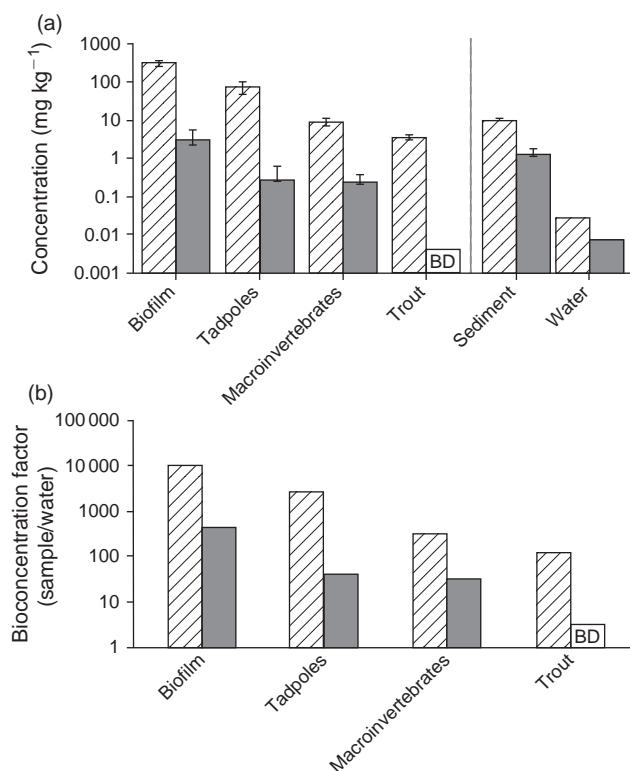 (a)
Concentration (mg kg−1)
1000
100
10
1
0.1
0.01
0.001
BD
Biofilm
Tadpoles
Macroinvertebrates
Trout
Sediment
Water
(b)
Bioconcentration factor
(sample/water)
100 000
10 000
1000
100
10
1
BD
Biofilm
Tadpoles
Macroinvertebrates
Trout